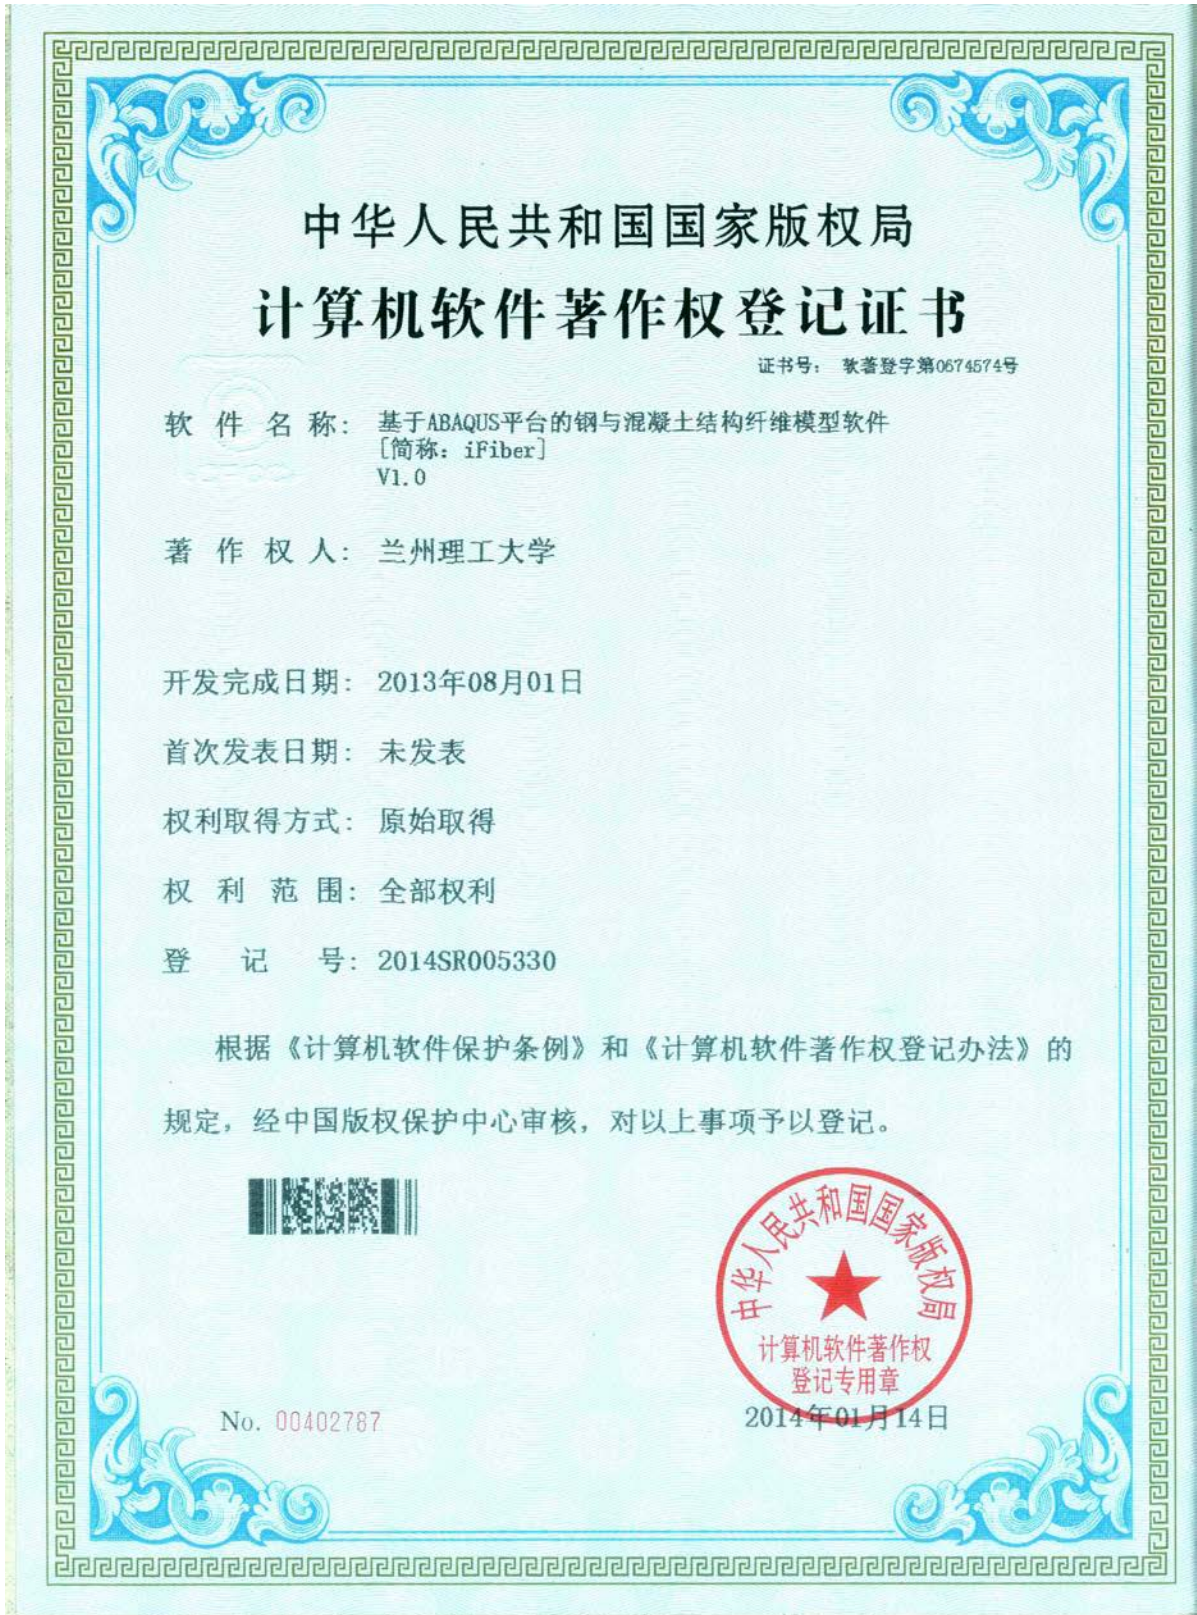 中华人民共和国国家版权局
计算机软件著作权登记证书
证书号： 软著登字第0674574号
软件名称： 基于ABAQUS平台的钢与混凝土结构纤维模型软件
[简称：iFiber]
V1.0
著作权人： 兰州理工大学
开发完成日期： 2013年08月01日
首次发表日期： 未发表
权利取得方式： 原始取得
权利范围： 全部权利
登记号： 2014SR005330
根据《计算机软件保护条例》和《计算机软件著作权登记办法》的
规定，经中国版权保护中心审核，对以上事项予以登记。
中华人民共和国国家版权局
计算机软件著作权
登记专用章
No. 00402787
2014年01月14日